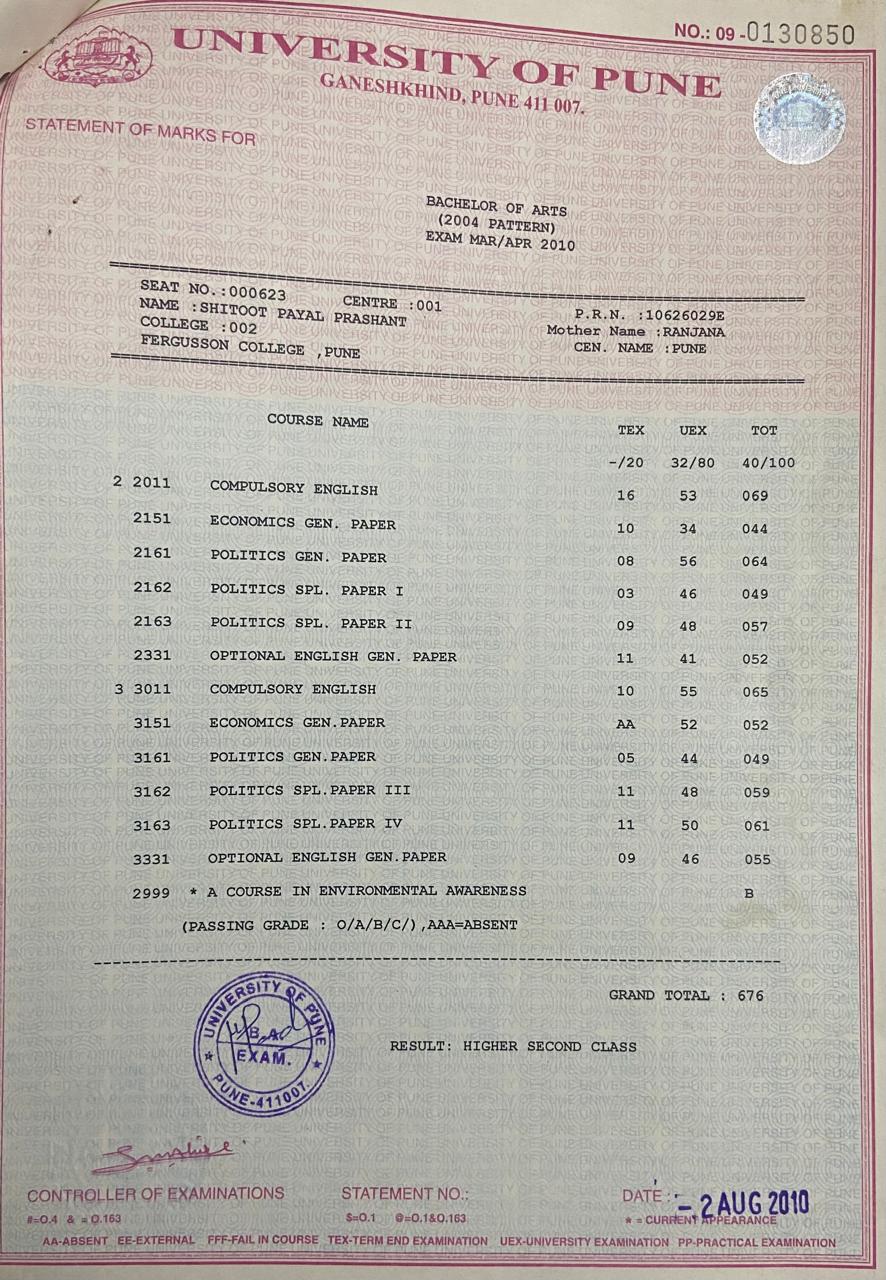 NO.: 09 -0130850
UNIVERSITY OF PUNE
GANESHKHIND, PUNE 411 007.
STATEMENT OF MARKS FOR
BACHELOR OF ARTS
(2004 PATTERN)
EXAM MAR/APR 2010
SEAT NO.:000623 CENTRE :001 P.R.N. :10626029E
NAME :SHITOOT PAYAL PRASHANT Mother Name :RANJANA
COLLEGE :002 CEN. NAME :PUNE
FERGUSSON COLLEGE ,PUNE
COURSE NAME TEX UEX TOT
-/20 32/80 40/100
2 2011 COMPULSORY ENGLISH 16 53 069
2151 ECONOMICS GEN. PAPER 10 34 044
2161 POLITICS GEN. PAPER 08 56 064
2162 POLITICS SPL. PAPER I 03 46 049
2163 POLITICS SPL. PAPER II 09 48 057
2331 OPTIONAL ENGLISH GEN. PAPER 11 41 052
3 3011 COMPULSORY ENGLISH 10 55 065
3151 ECONOMICS GEN.PAPER AA 52 052
3161 POLITICS GEN.PAPER 05 44 049
3162 POLITICS SPL.PAPER III 11 48 059
3163 POLITICS SPL.PAPER IV 11 50 061
3331 OPTIONAL ENGLISH GEN.PAPER 09 46 055
2999 * A COURSE IN ENVIRONMENTAL AWARENESS B
(PASSING GRADE : O/A/B/C/),AAA=ABSENT
GRAND TOTAL : 676
RESULT: HIGHER SECOND CLASS
UNIVERSITY OF PUNE
B.A.
EXAM.
PUNE-411007.
CONTROLLER OF EXAMINATIONS STATEMENT NO.: DATE : - 2 AUG 2010
#=O.4 & = O.163 $=O.1 @=O.1&O.163 * = CURRENT APPEARANCE
AA-ABSENT EE-EXTERNAL FFF-FAIL IN COURSE TEX-TERM END EXAMINATION UEX-UNIVERSITY EXAMINATION PP-PRACTICAL EXAMINATION